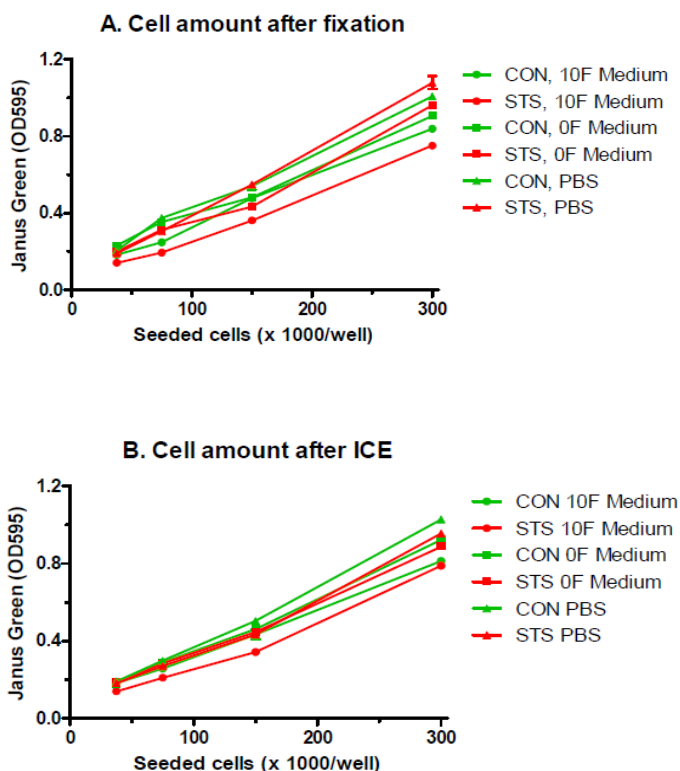 A. Cell amount after fixation
1.2
0.8
0.4
0.0
Janus Green (OD595)
0 100 200 300
Seeded cells (x 1000/well)
CON, 10F Medium
STS, 10F Medium
CON, 0F Medium
STS, 0F Medium
CON, PBS
STS, PBS
B. Cell amount after ICE
1.2
0.8
0.4
0.0
Janus Green (OD595)
0 100 200 300
Seeded cells (x 1000/well)
CON 10F Medium
STS 10F Medium
CON 0F Medium
STS 0F Medium
CON PBS
STS PBS